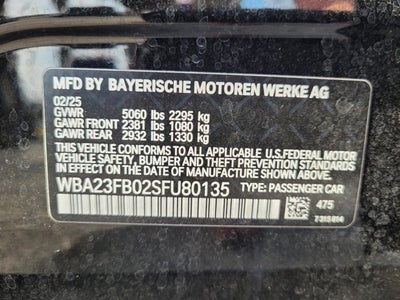 MFD BY BAYERISCHE MOTOREN WERKE AG
02/25
GVWR 5060 lbs 2295 kg
GAWR FRONT 2381 lbs 1080 kg
GAWR REAR 2932 lbs 1330 kg
THIS VEHICLE CONFORMS TO ALL APPLICABLE U.S.FEDERAL MOTOR
VEHICLE SAFETY, BUMPER, AND THEFT PREVENTION STANDARDS
IN EFFECT ON THE DATE OF MANUFACTURE SHOWN ABOVE.
WBA23FB02SFU80135 TYPE: PASSENGER CAR
475
7315814